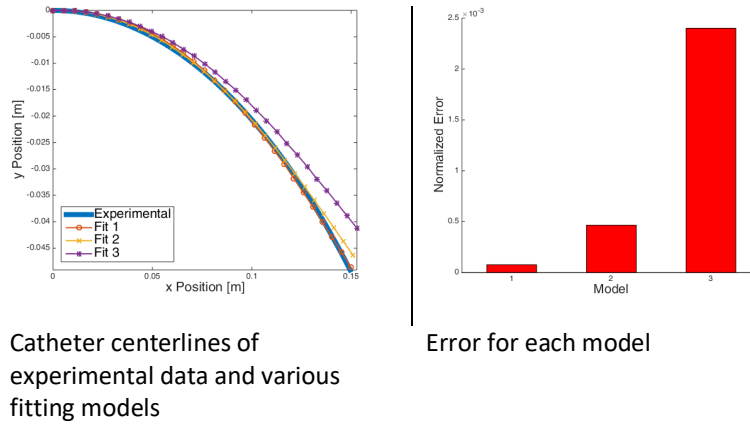 0
-0.005
-0.01
-0.015
-0.02
-0.025
-0.03
-0.035
-0.04
-0.045
y Position [m]
Experimental
Fit 1
Fit 2
Fit 3
0 0.05 0.1 0.15
x Position [m]
2.5 ×10⁻³
2
1.5
1
0.5
0
Normalized Error
1 2 3
Model
Catheter centerlines of
experimental data and various
fitting models
Error for each model